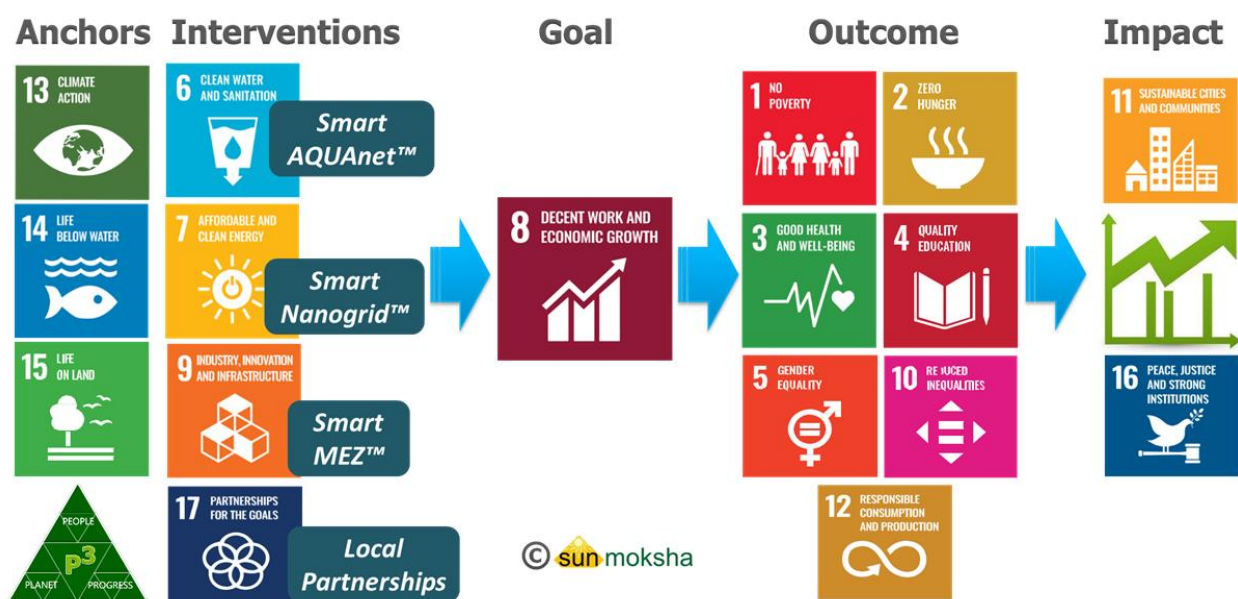 Anchors
Interventions
Goal
Outcome
Impact
13 CLIMATE
ACTION
14 LIFE
BELOW WATER
15 LIFE
ON LAND
PEOPLE
P³
PLANET PROGRESS
6 CLEAN WATER
AND SANITATION
Smart
AQUAnet™
7 AFFORDABLE AND
CLEAN ENERGY
Smart
Nanogrid™
9 INDUSTRY, INNOVATION
AND INFRASTRUCTURE
Smart
MEZ™
17 PARTNERSHIPS
FOR THE GOALS
Local
Partnerships
8 DECENT WORK AND
ECONOMIC GROWTH
© sun moksha
1 NO
POVERTY
2 ZERO
HUNGER
3 GOOD HEALTH
AND WELL-BEING
4 QUALITY
EDUCATION
5 GENDER
EQUALITY
10 REDUCED
INEQUALITIES
12 RESPONSIBLE
CONSUMPTION
AND PRODUCTION
11 SUSTAINABLE CITIES
AND COMMUNITIES
16 PEACE, JUSTICE
AND STRONG
INSTITUTIONS